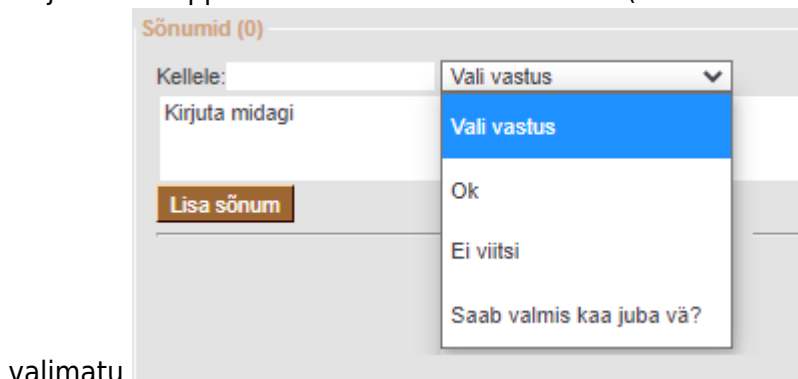 Sõnumid (0)
Kellele:
Vali vastus
Kirjuta midagi
Vali vastus
Ok
Ei viitsi
Saab valmis kaa juba vä?
Lisa sõnum
valimatu